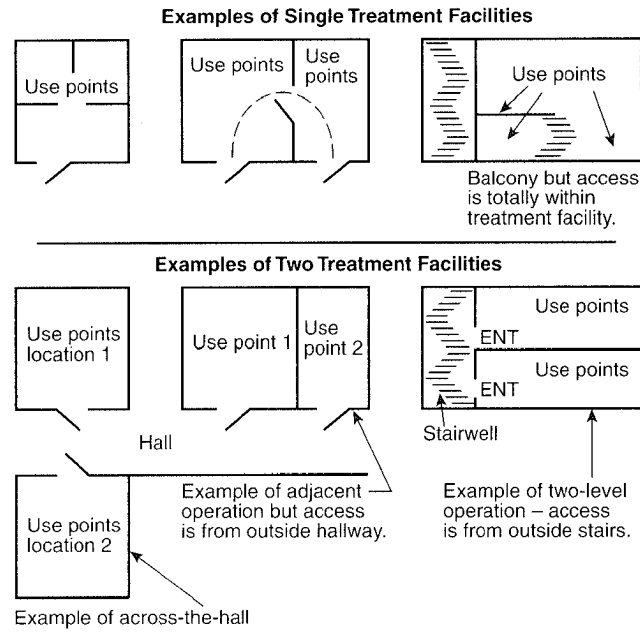 Examples of Single Treatment Facilities
Use points
Use points
Use
points
Use points
Balcony but access
is totally within
treatment facility.
Examples of Two Treatment Facilities
Use points
location 1
Use point 1
Use
point 2
Use points
ENT
Use points
ENT
Stairwell
Hall
Example of adjacent
operation but access
is from outside hallway.
Example of two-level
operation – access
is from outside stairs.
Use points
location 2
Example of across-the-hall